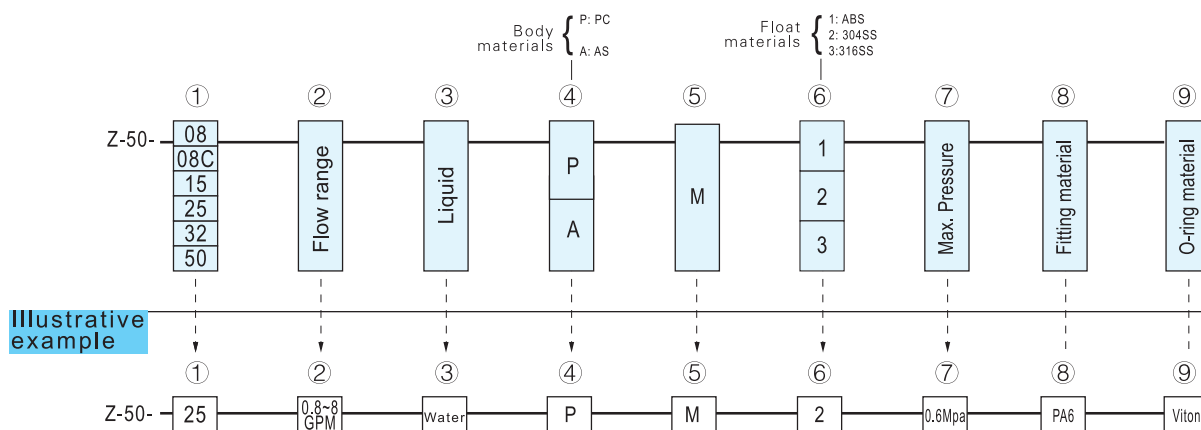 Body materials { P: PC
A: AS
Float materials { 1: ABS
2: 304SS
3:316SS
① ② ③ ④ ⑤ ⑥ ⑦ ⑧ ⑨
Z-50-
08
08C
15
25
32
50
Flow range
Liquid
P
A
M
1
2
3
Max. Pressure
Fitting material
O-ring material
Illustrative
example
① ② ③ ④ ⑤ ⑥ ⑦ ⑧ ⑨
Z-50- 25 0.8~8 GPM Water P M 2 0.6Mpa PA6 Viton